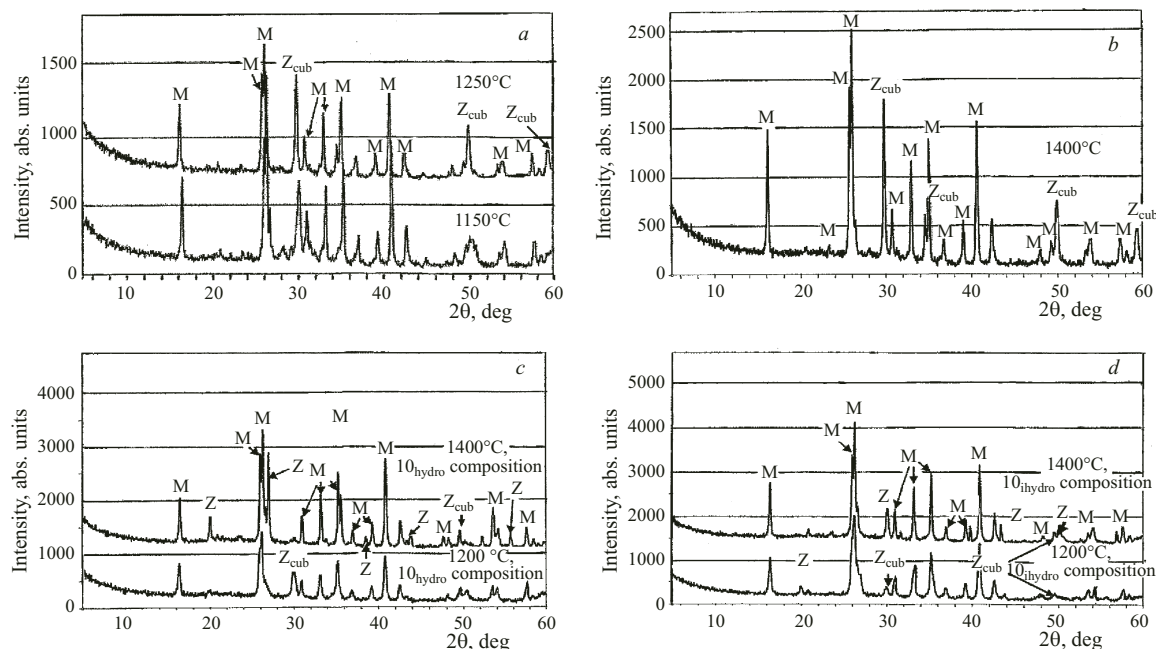 a
M
M
Z_cub
M
M
M
M
1250°C
M
M
Z_cub
M
M
Z_cub
1150°C
1500
1000
500
0
Intensity, abs. units
10 20 30 40 50 60
2θ, deg
b
M
M
Z_cub
M
M
M
1400°C
M
M
Z_cub
M
M
M
M
Z_cub
M
M
Z_cub
2500
2000
1500
1000
500
0
Intensity, abs. units
10 20 30 40 50 60
2θ, deg
c
M
M
M
M
Z
M
1400°C,
10_hydro composition
M
Z
M
Z
M
Z_cub
M
Z
M
Z
Z_cub
1200°C,
10_hydro composition
4000
3000
2000
1000
0
Intensity, abs. units
10 20 30 40 50 60
2θ, deg
d
M
M
M
M
M
1400°C,
10_ihydro composition
Z
M
Z
M
Z
M
M
Z
Z_cub
Z_cub
1200°C,
10_ihydro composition
5000
4000
3000
2000
1000
0
Intensity, abs. units
10 20 30 40 50 60
2θ, deg